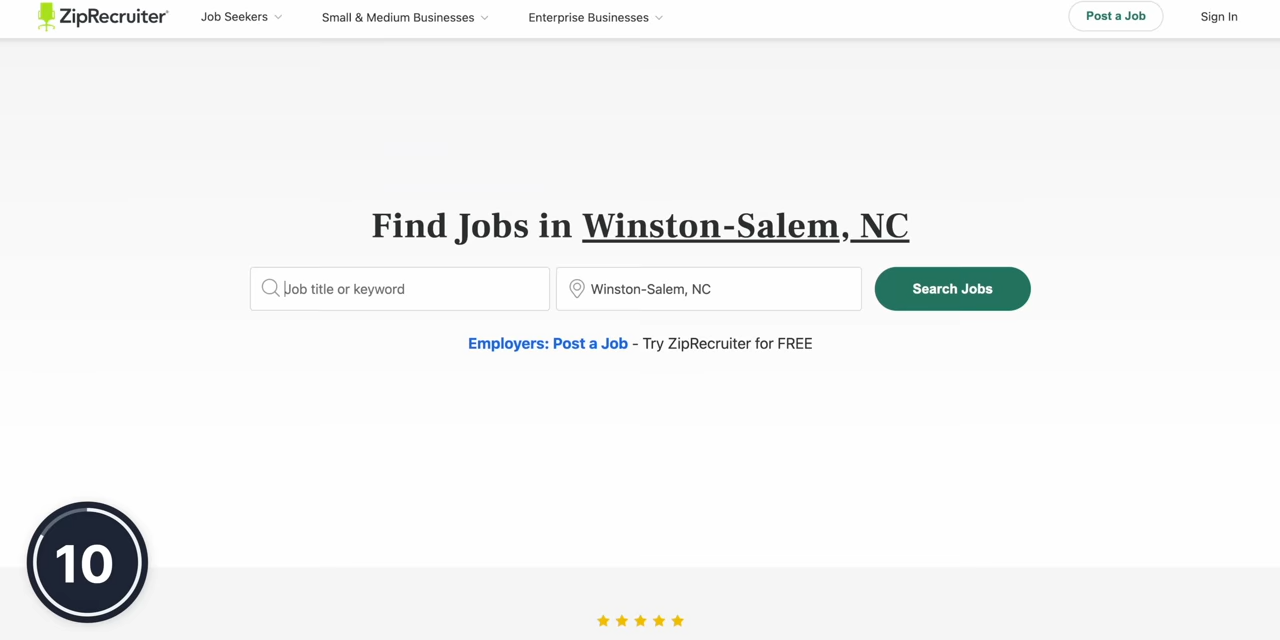 ZipRecruiter® Job Seekers Small & Medium Businesses Enterprise Businesses Post a Job Sign In
Find Jobs in Winston-Salem, NC
Job title or keyword Winston-Salem, NC Search Jobs
Employers: Post a Job - Try ZipRecruiter for FREE
10